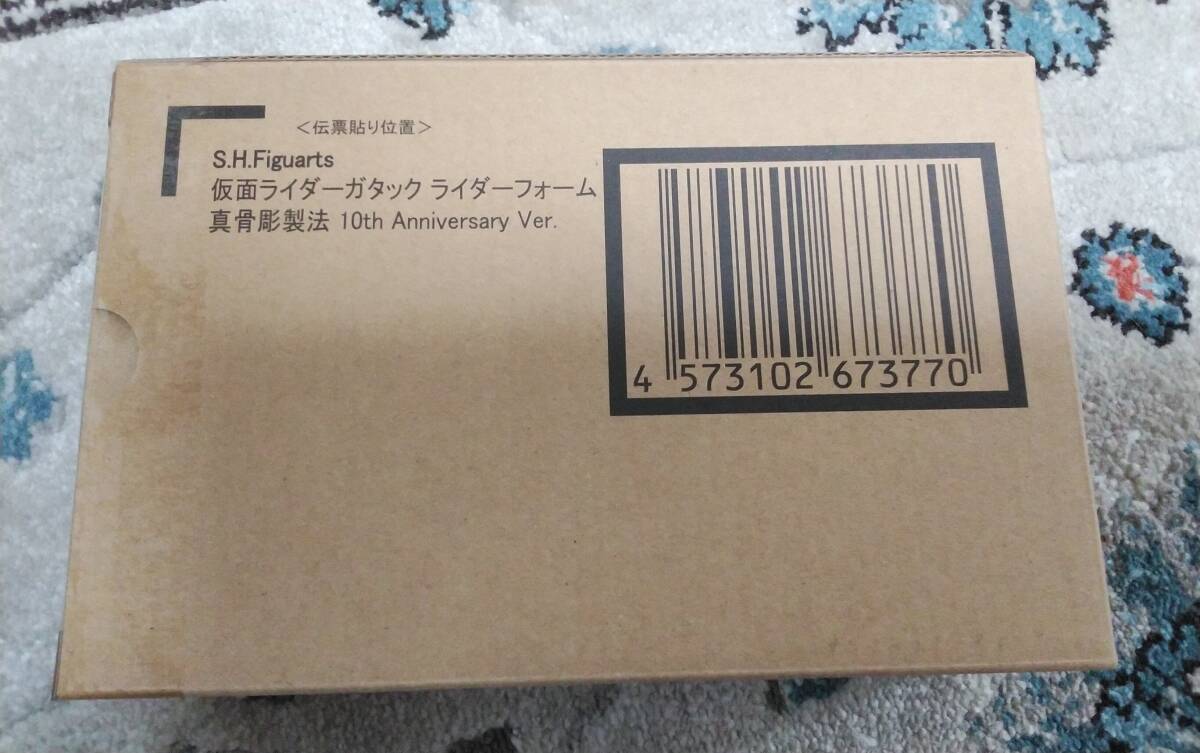 ＜伝票貼り位置＞
S.H.Figuarts
仮面ライダーガタック ライダーフォーム
真骨彫製法 10th Anniversary Ver.
4 573102 673770